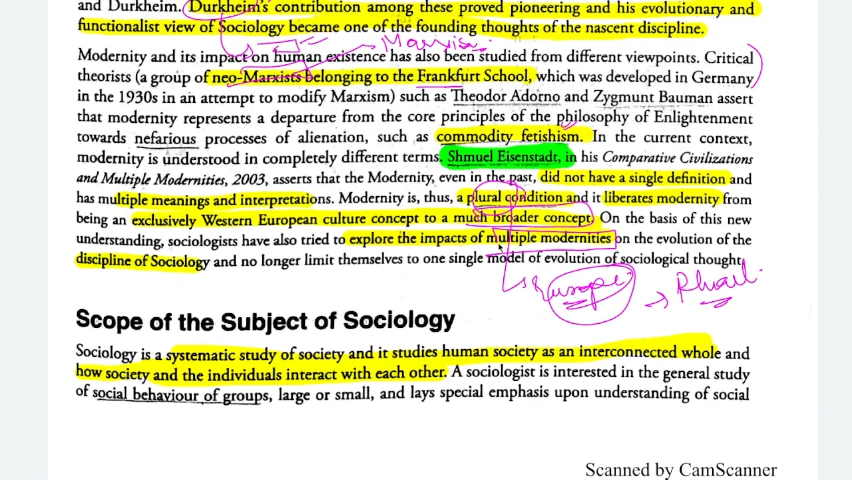 and Durkheim. Durkheim's contribution among these proved pioneering and his evolutionary and
functionalist view of Sociology became one of the founding thoughts of the nascent discipline.
Marxism
Modernity and its impact on human existence has also been studied from different viewpoints. Critical
theorists (a group of neo-Marxists belonging to the Frankfurt School, which was developed in Germany
in the 1930s in an attempt to modify Marxism) such as Theodor Adorno and Zygmunt Bauman assert
that modernity represents a departure from the core principles of the philosophy of Enlightenment
towards nefarious processes of alienation, such as commodity fetishism. In the current context,
modernity is understood in completely different terms. Shmuel Eisenstadt, in his Comparative Civilizations
and Multiple Modernities, 2003, asserts that the Modernity, even in the past, did not have a single definition and
has multiple meanings and interpretations. Modernity is, thus, a plural condition and it liberates modernity from
being an exclusively Western European culture concept to a much broader concept. On the basis of this new
understanding, sociologists have also tried to explore the impacts of multiple modernities on the evolution of the
discipline of Sociology and no longer limit themselves to one single model of evolution of sociological thought.
Europe
Scope of the Subject of Sociology
Sociology is a systematic study of society and it studies human society as an interconnected whole and
how society and the individuals interact with each other. A sociologist is interested in the general study
of social behaviour of groups, large or small, and lays special emphasis upon understanding of social
Scanned by CamScanner